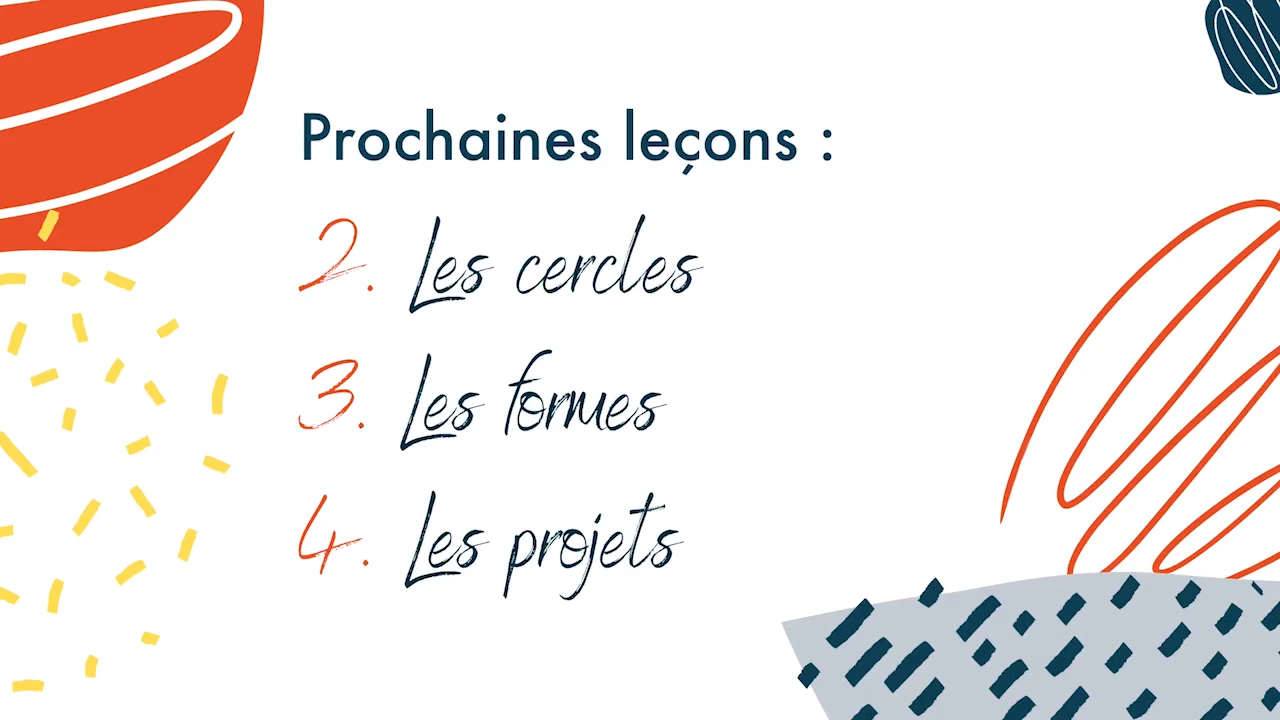 Prochaines leçons :
2. Les cercles
3. Les formes
4. Les projets